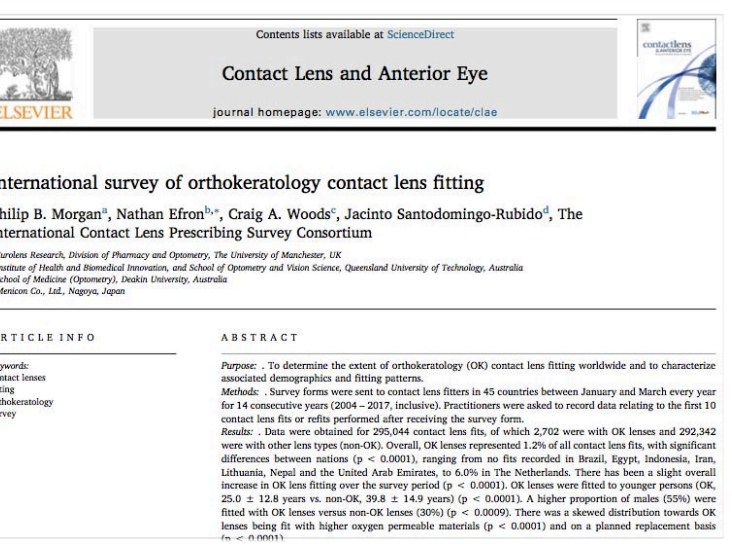 Contents lists available at ScienceDirect
contactlens
& ANTERIOR EYE
Contact Lens and Anterior Eye
ELSEVIER
journal homepage: www.elsevier.com/locate/clae
nternational survey of orthokeratology contact lens fitting
hilip B. Morganᵃ, Nathan Efronᵇ,*, Craig A. Woodsᶜ, Jacinto Santodomingo-Rubidoᵈ, The
nternational Contact Lens Prescribing Survey Consortium
urolens Research, Division of Pharmacy and Optometry, The University of Manchester, UK
nstitute of Health and Biomedical Innovation, and School of Optometry and Vision Science, Queensland University of Technology, Australia
chool of Medicine (Optometry), Deakin University, Australia
Menicon Co., Ltd., Nagoya, Japan
RTICLE INFO
ywords:
ntact lenses
ting
thokeratology
rvey
ABSTRACT
Purpose: . To determine the extent of orthokeratology (OK) contact lens fitting worldwide and to characterize
associated demographics and fitting patterns.
Methods: . Survey forms were sent to contact lens fitters in 45 countries between January and March every year
for 14 consecutive years (2004 – 2017, inclusive). Practitioners were asked to record data relating to the first 10
contact lens fits or refits performed after receiving the survey form.
Results: . Data were obtained for 295,044 contact lens fits, of which 2,702 were with OK lenses and 292,342
were with other lens types (non-OK). Overall, OK lenses represented 1.2% of all contact lens fits, with significant
differences between nations (p < 0.0001), ranging from no fits recorded in Brazil, Egypt, Indonesia, Iran,
Lithuania, Nepal and the United Arab Emirates, to 6.0% in The Netherlands. There has been a slight overall
increase in OK lens fitting over the survey period (p < 0.0001). OK lenses were fitted to younger persons (OK,
25.0 ± 12.8 years vs. non-OK, 39.8 ± 14.9 years) (p < 0.0001). A higher proportion of males (55%) were
fitted with OK lenses versus non-OK lenses (30%) (p < 0.0009). There was a skewed distribution towards OK
lenses being fit with higher oxygen permeable materials (p < 0.0001) and on a planned replacement basis
(p < 0.0001).